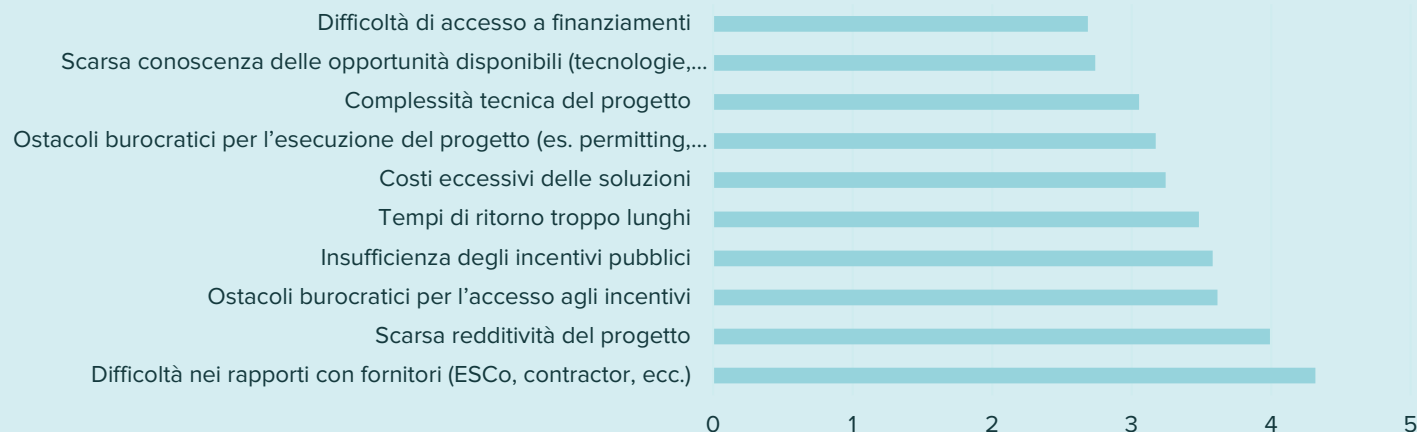 Difficoltà di accesso a finanziamenti
Scarsa conoscenza delle opportunità disponibili (tecnologie,...
Complessità tecnica del progetto
Ostacoli burocratici per l’esecuzione del progetto (es. permitting,...
Costi eccessivi delle soluzioni
Tempi di ritorno troppo lunghi
Insufficienza degli incentivi pubblici
Ostacoli burocratici per l’accesso agli incentivi
Scarsa redditività del progetto
Difficoltà nei rapporti con fornitori (ESCo, contractor, ecc.)
0 1 2 3 4 5